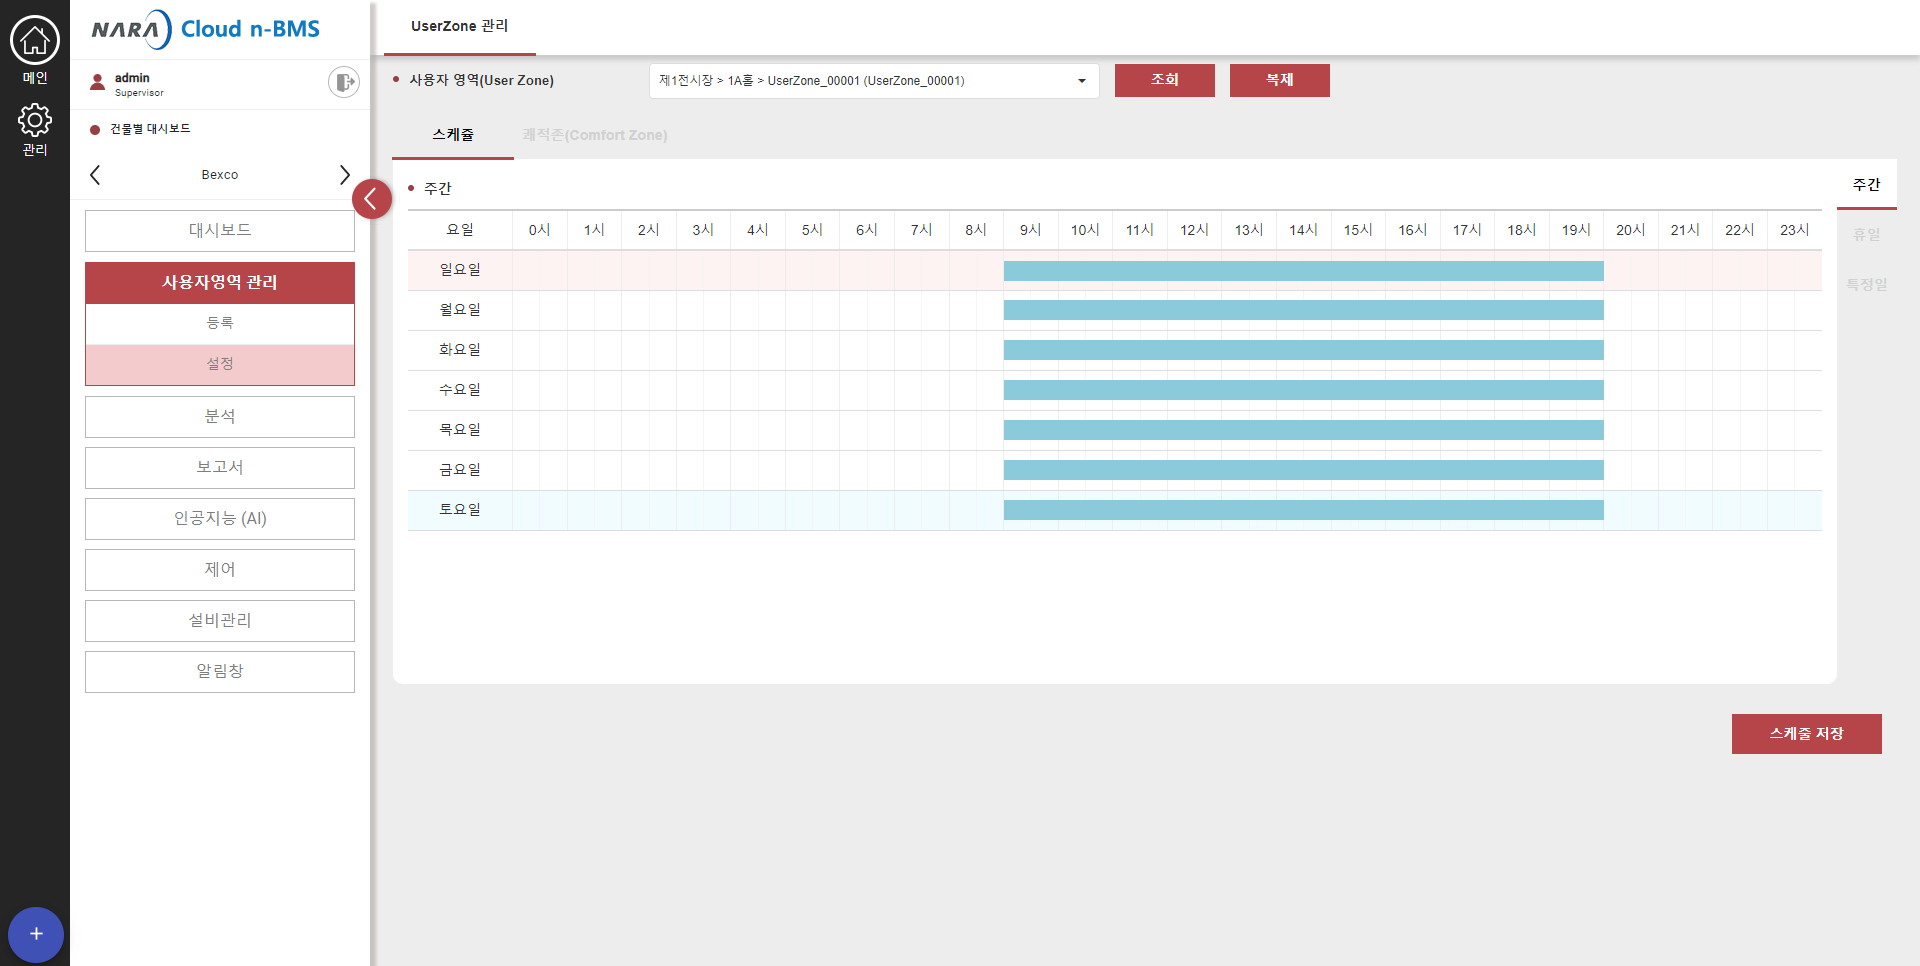 메인
관리
+
NARA Cloud n-BMS
admin
Supervisor
건물별 대시보드
Bexco
대시보드
사용자영역 관리
등록
설정
분석
보고서
인공지능 (AI)
제어
설비관리
알림창
UserZone 관리
사용자 영역(User Zone)
제1전시장 > 1A홀 > UserZone_00001 (UserZone_00001)
조회
복제
스케쥴
쾌적존(Comfort Zone)
주간
요일 0시 1시 2시 3시 4시 5시 6시 7시 8시 9시 10시 11시 12시 13시 14시 15시 16시 17시 18시 19시 20시 21시 22시 23시
일요일
월요일
화요일
수요일
목요일
금요일
토요일
주간
휴일
특정일
스케줄 저장